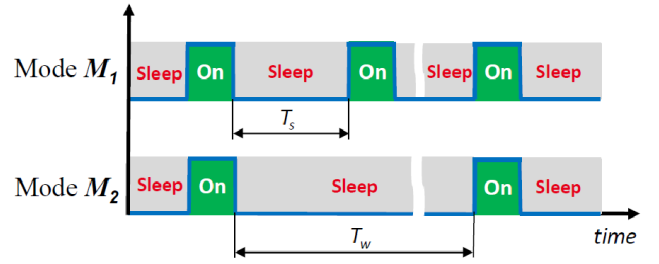 Mode M1
Sleep On Sleep On Sleep On Sleep
Ts
Mode M2
Sleep On Sleep On Sleep
Tw
time